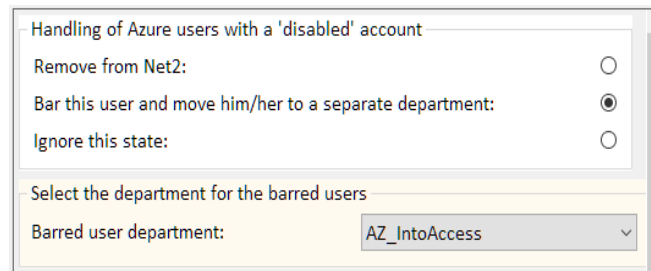 Handling of Azure users with a 'disabled' account
Remove from Net2:
Bar this user and move him/her to a separate department:
Ignore this state:
Select the department for the barred users
Barred user department: AZ_IntoAccess